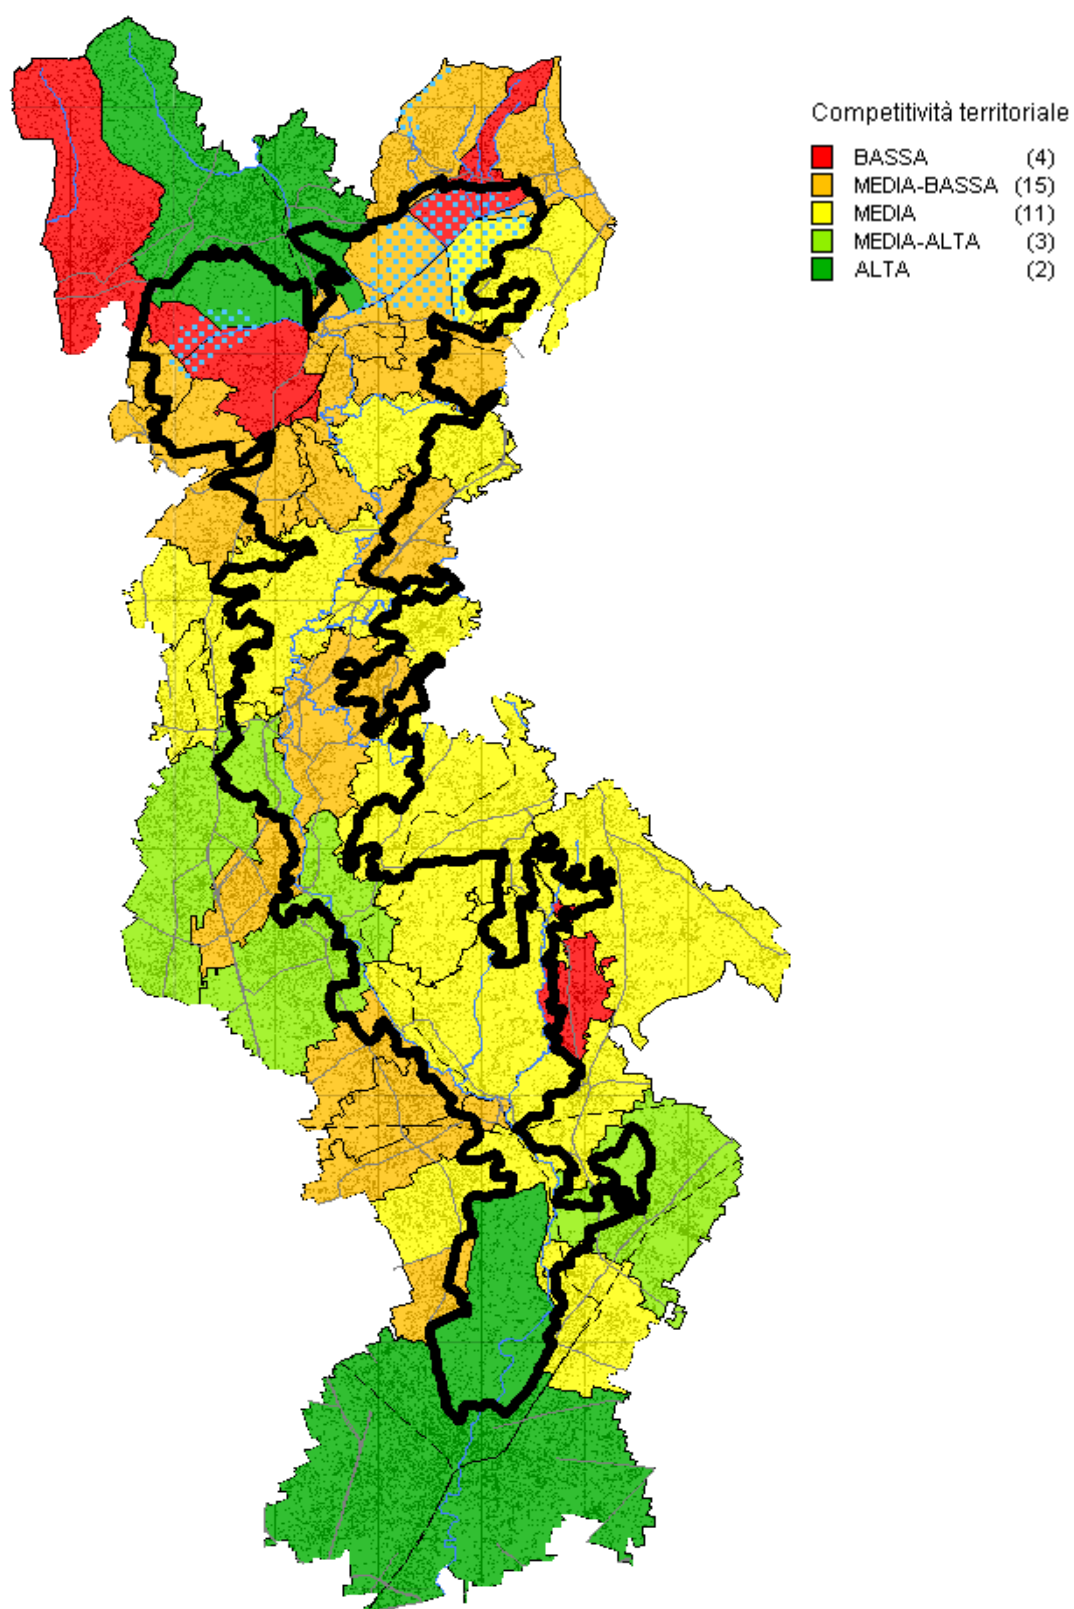 Competitività territoriale
BASSA (4)
MEDIA-BASSA (15)
MEDIA (11)
MEDIA-ALTA (3)
ALTA (2)